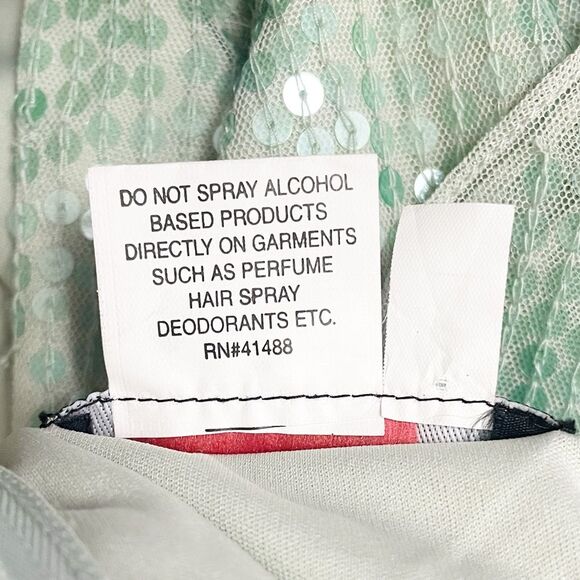 DO NOT SPRAY ALCOHOL
BASED PRODUCTS
DIRECTLY ON GARMENTS
SUCH AS PERFUME
HAIR SPRAY
DEODORANTS ETC.
RN#41488